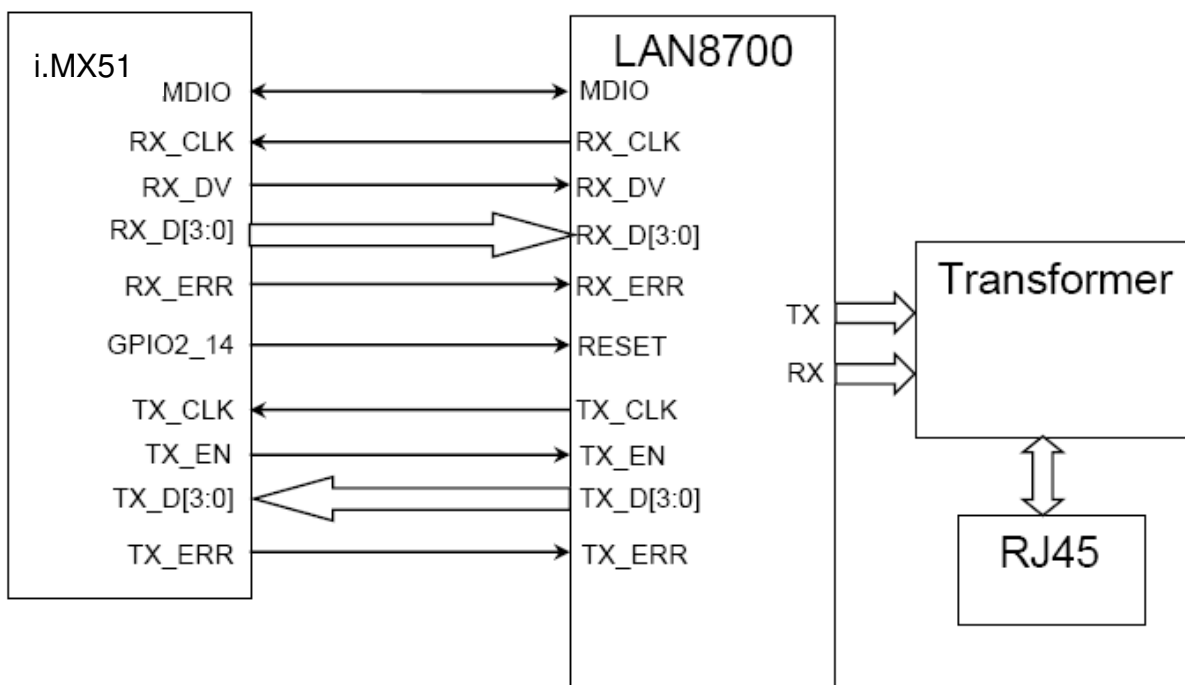 i.MX51
MDIO
RX_CLK
RX_DV
RX_D[3:0]
RX_ERR
GPIO2_14
TX_CLK
TX_EN
TX_D[3:0]
TX_ERR
LAN8700
MDIO
RX_CLK
RX_DV
RX_D[3:0]
RX_ERR
RESET
TX_CLK
TX_EN
TX_D[3:0]
TX_ERR
TX
RX
Transformer
RJ45